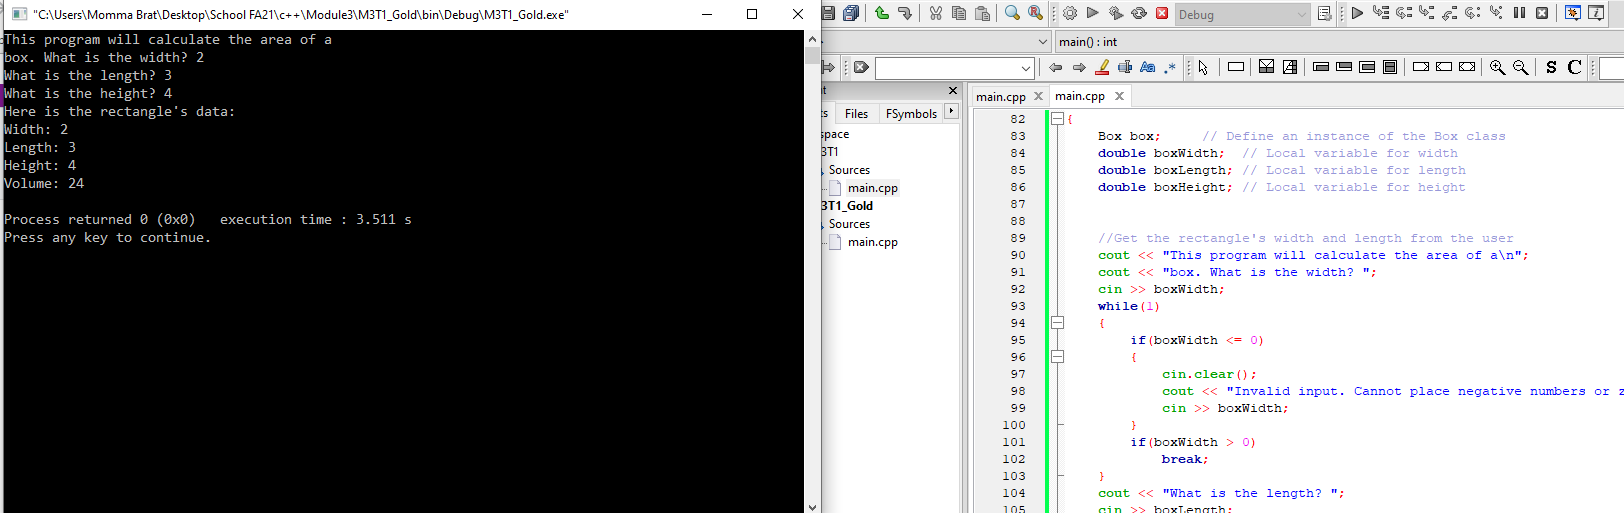 "C:\Users\Momma Brat\Desktop\School FA21\c++\Module3\M3T1_Gold\bin\Debug\M3T1_Gold.exe"
This program will calculate the area of a
box. What is the width? 2
What is the length? 3
What is the height? 4
Here is the rectangle's data:
Width: 2
Length: 3
Height: 4
Volume: 24
Process returned 0 (0x0)   execution time : 3.511 s
Press any key to continue.
Debug
main() : int
Aa .*
S C
Files FSymbols
space
3T1
Sources
main.cpp
3T1_Gold
Sources
main.cpp
main.cpp main.cpp
82 {
83     Box box;     // Define an instance of the Box class
84     double boxWidth;  // Local variable for width
85     double boxLength; // Local variable for length
86     double boxHeight; // Local variable for height
87
88
89     //Get the rectangle's width and length from the user
90     cout << "This program will calculate the area of a\n";
91     cout << "box. What is the width? ";
92     cin >> boxWidth;
93     while(1)
94     {
95         if(boxWidth <= 0)
96         {
97             cin.clear();
98             cout << "Invalid input. Cannot place negative numbers or z
99             cin >> boxWidth;
100         }
101         if(boxWidth > 0)
102             break;
103     }
104     cout << "What is the length? ";
105     cin >> boxLength;